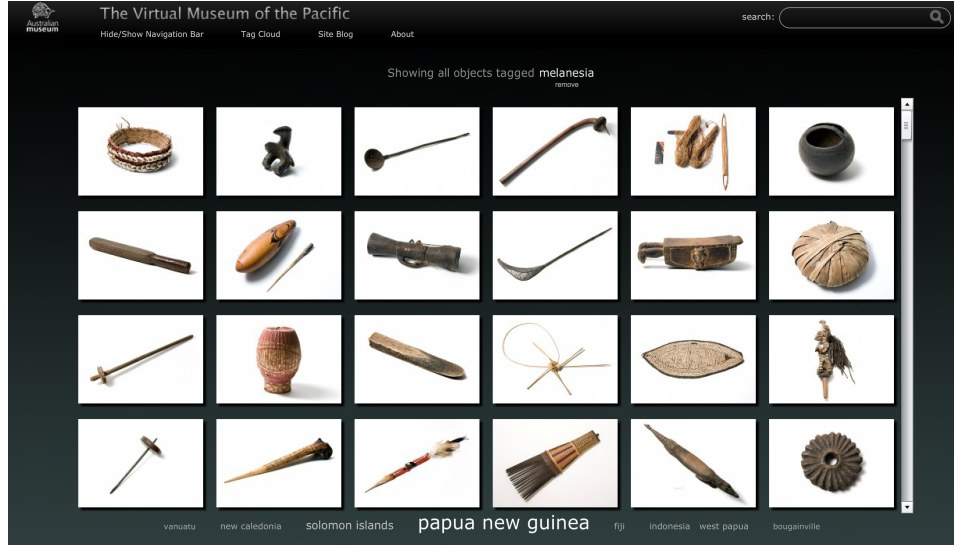 Australian
museum
The Virtual Museum of the Pacific
search:
Hide/Show Navigation Bar Tag Cloud Site Blog About
Showing all objects tagged melanesia
remove
vanuatu new caledonia solomon islands papua new guinea fiji indonesia west papua bougainville